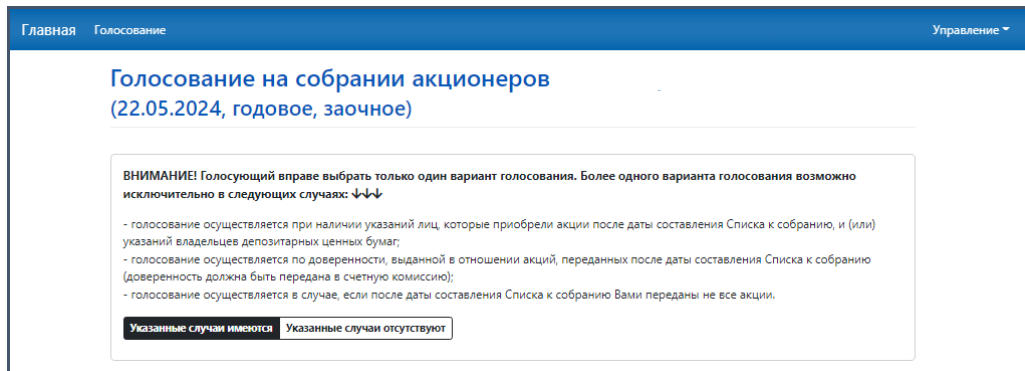 Главная Голосование Управление
Голосование на собрании акционеров
(22.05.2024, годовое, заочное)
ВНИМАНИЕ! Голосующий вправе выбрать только один вариант голосования. Более одного варианта голосования возможно
исключительно в следующих случаях: ↓↓↓
- голосование осуществляется при наличии указаний лиц, которые приобрели акции после даты составления Списка к собранию, и (или)
указаний владельцев депозитарных ценных бумаг;
- голосование осуществляется по доверенности, выданной в отношении акций, переданных после даты составления Списка к собранию
(доверенность должна быть передана в счетную комиссию);
- голосование осуществляется в случае, если после даты составления Списка к собранию Вами переданы не все акции.
Указанные случаи имеются Указанные случаи отсутствуют